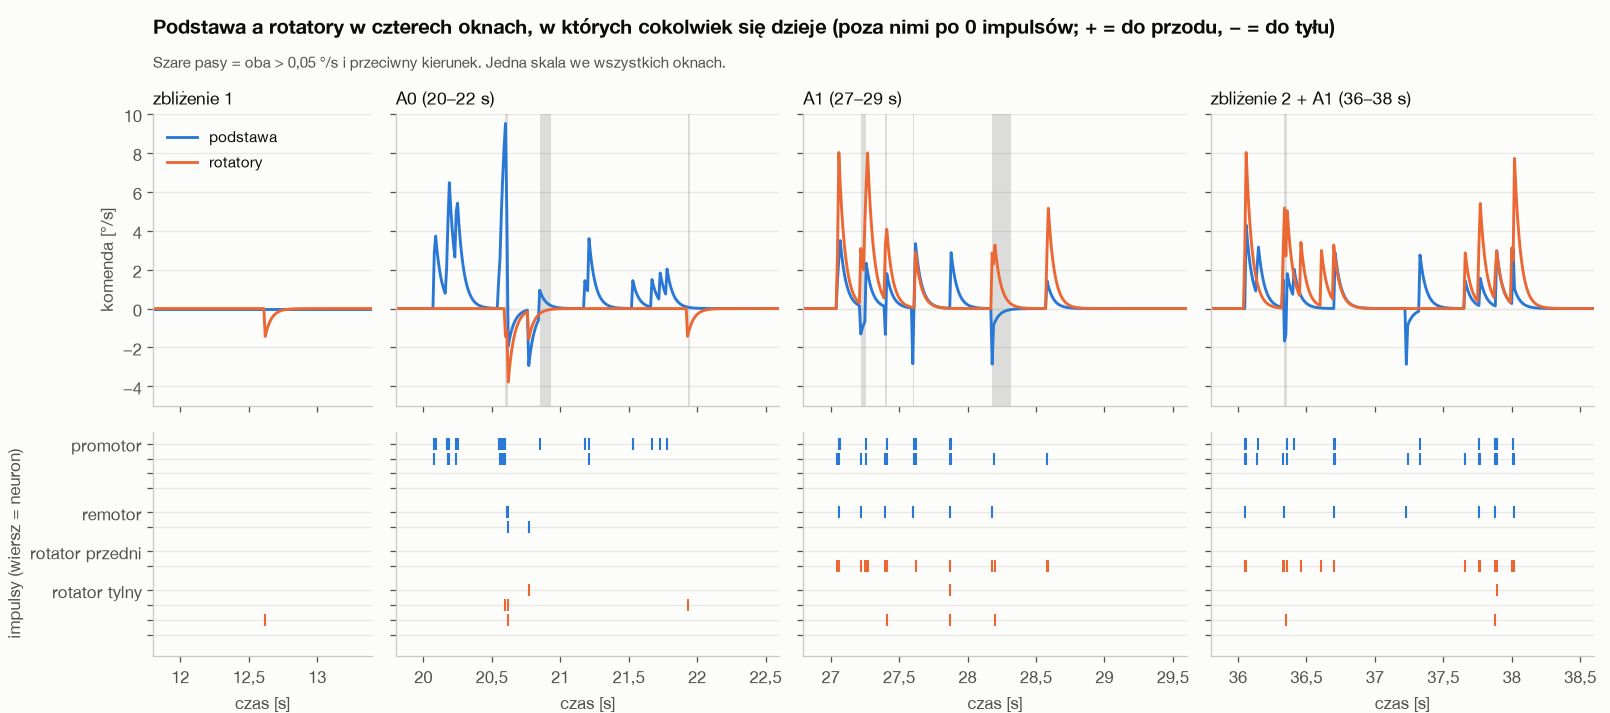 Podstawa a rotatory w czterech oknach, w których cokolwiek się dzieje (poza nimi po 0 impulsów; + = do przodu, − = do tyłu)
Szare pasy = oba > 0,05 °/s i przeciwny kierunek. Jedna skala we wszystkich oknach.
zbliżenie 1
A0 (20–22 s)
A1 (27–29 s)
zbliżenie 2 + A1 (36–38 s)
podstawa
rotatory
komenda [°/s]
10
8
6
4
2
0
−2
−4
impulsy (wiersz = neuron)
promotor
remotor
rotator przedni
rotator tylny
12
12,5
13
20
20,5
21
21,5
22
22,5
27
27,5
28
28,5
29
29,5
36
36,5
37
37,5
38
38,5
czas [s]
czas [s]
czas [s]
czas [s]